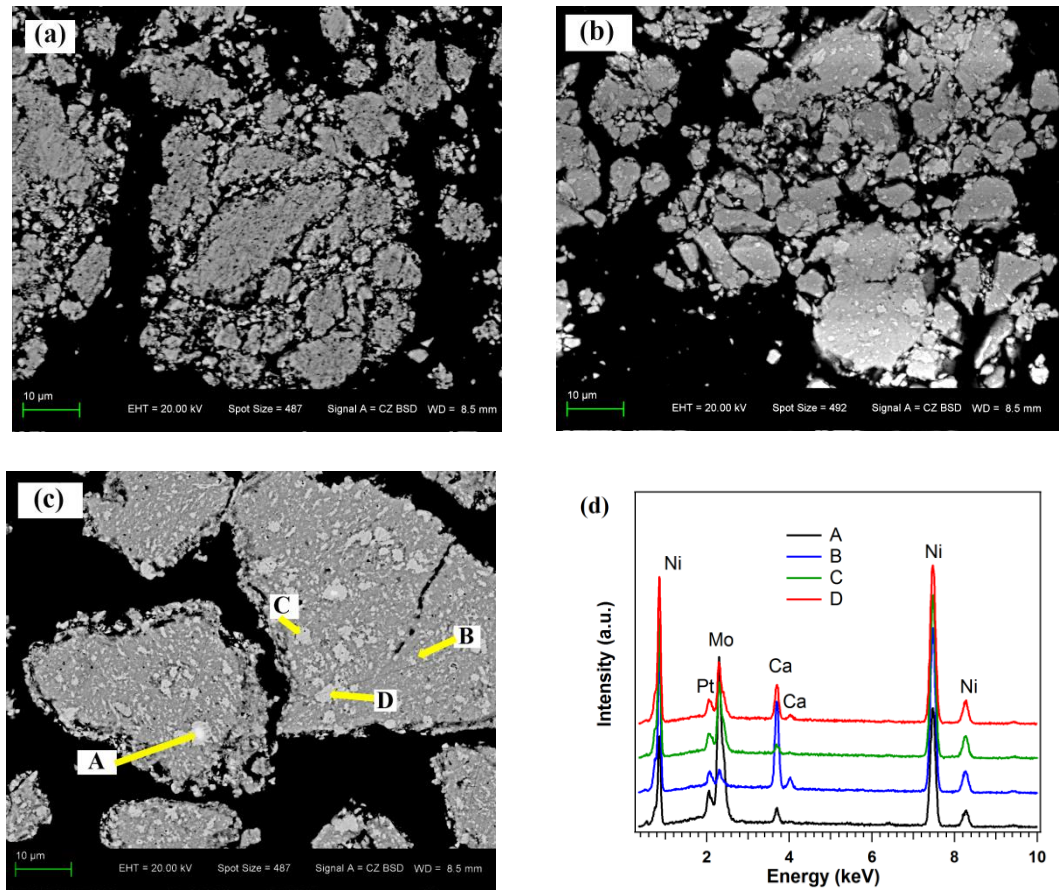 (a)
10 µm
EHT = 20.00 kV Spot Size = 487 Signal A = CZ BSD WD = 8.5 mm
(b)
10 µm
EHT = 20.00 kV Spot Size = 492 Signal A = CZ BSD WD = 8.5 mm
(c)
C
B
D
A
10 µm
EHT = 20.00 kV Spot Size = 487 Signal A = CZ BSD WD = 8.5 mm
(d)
A
B
C
D
Ni
Ni
Mo
Pt
Ca
Ca
Ni
Intensity (a.u.)
2 4 6 8 10
Energy (keV)